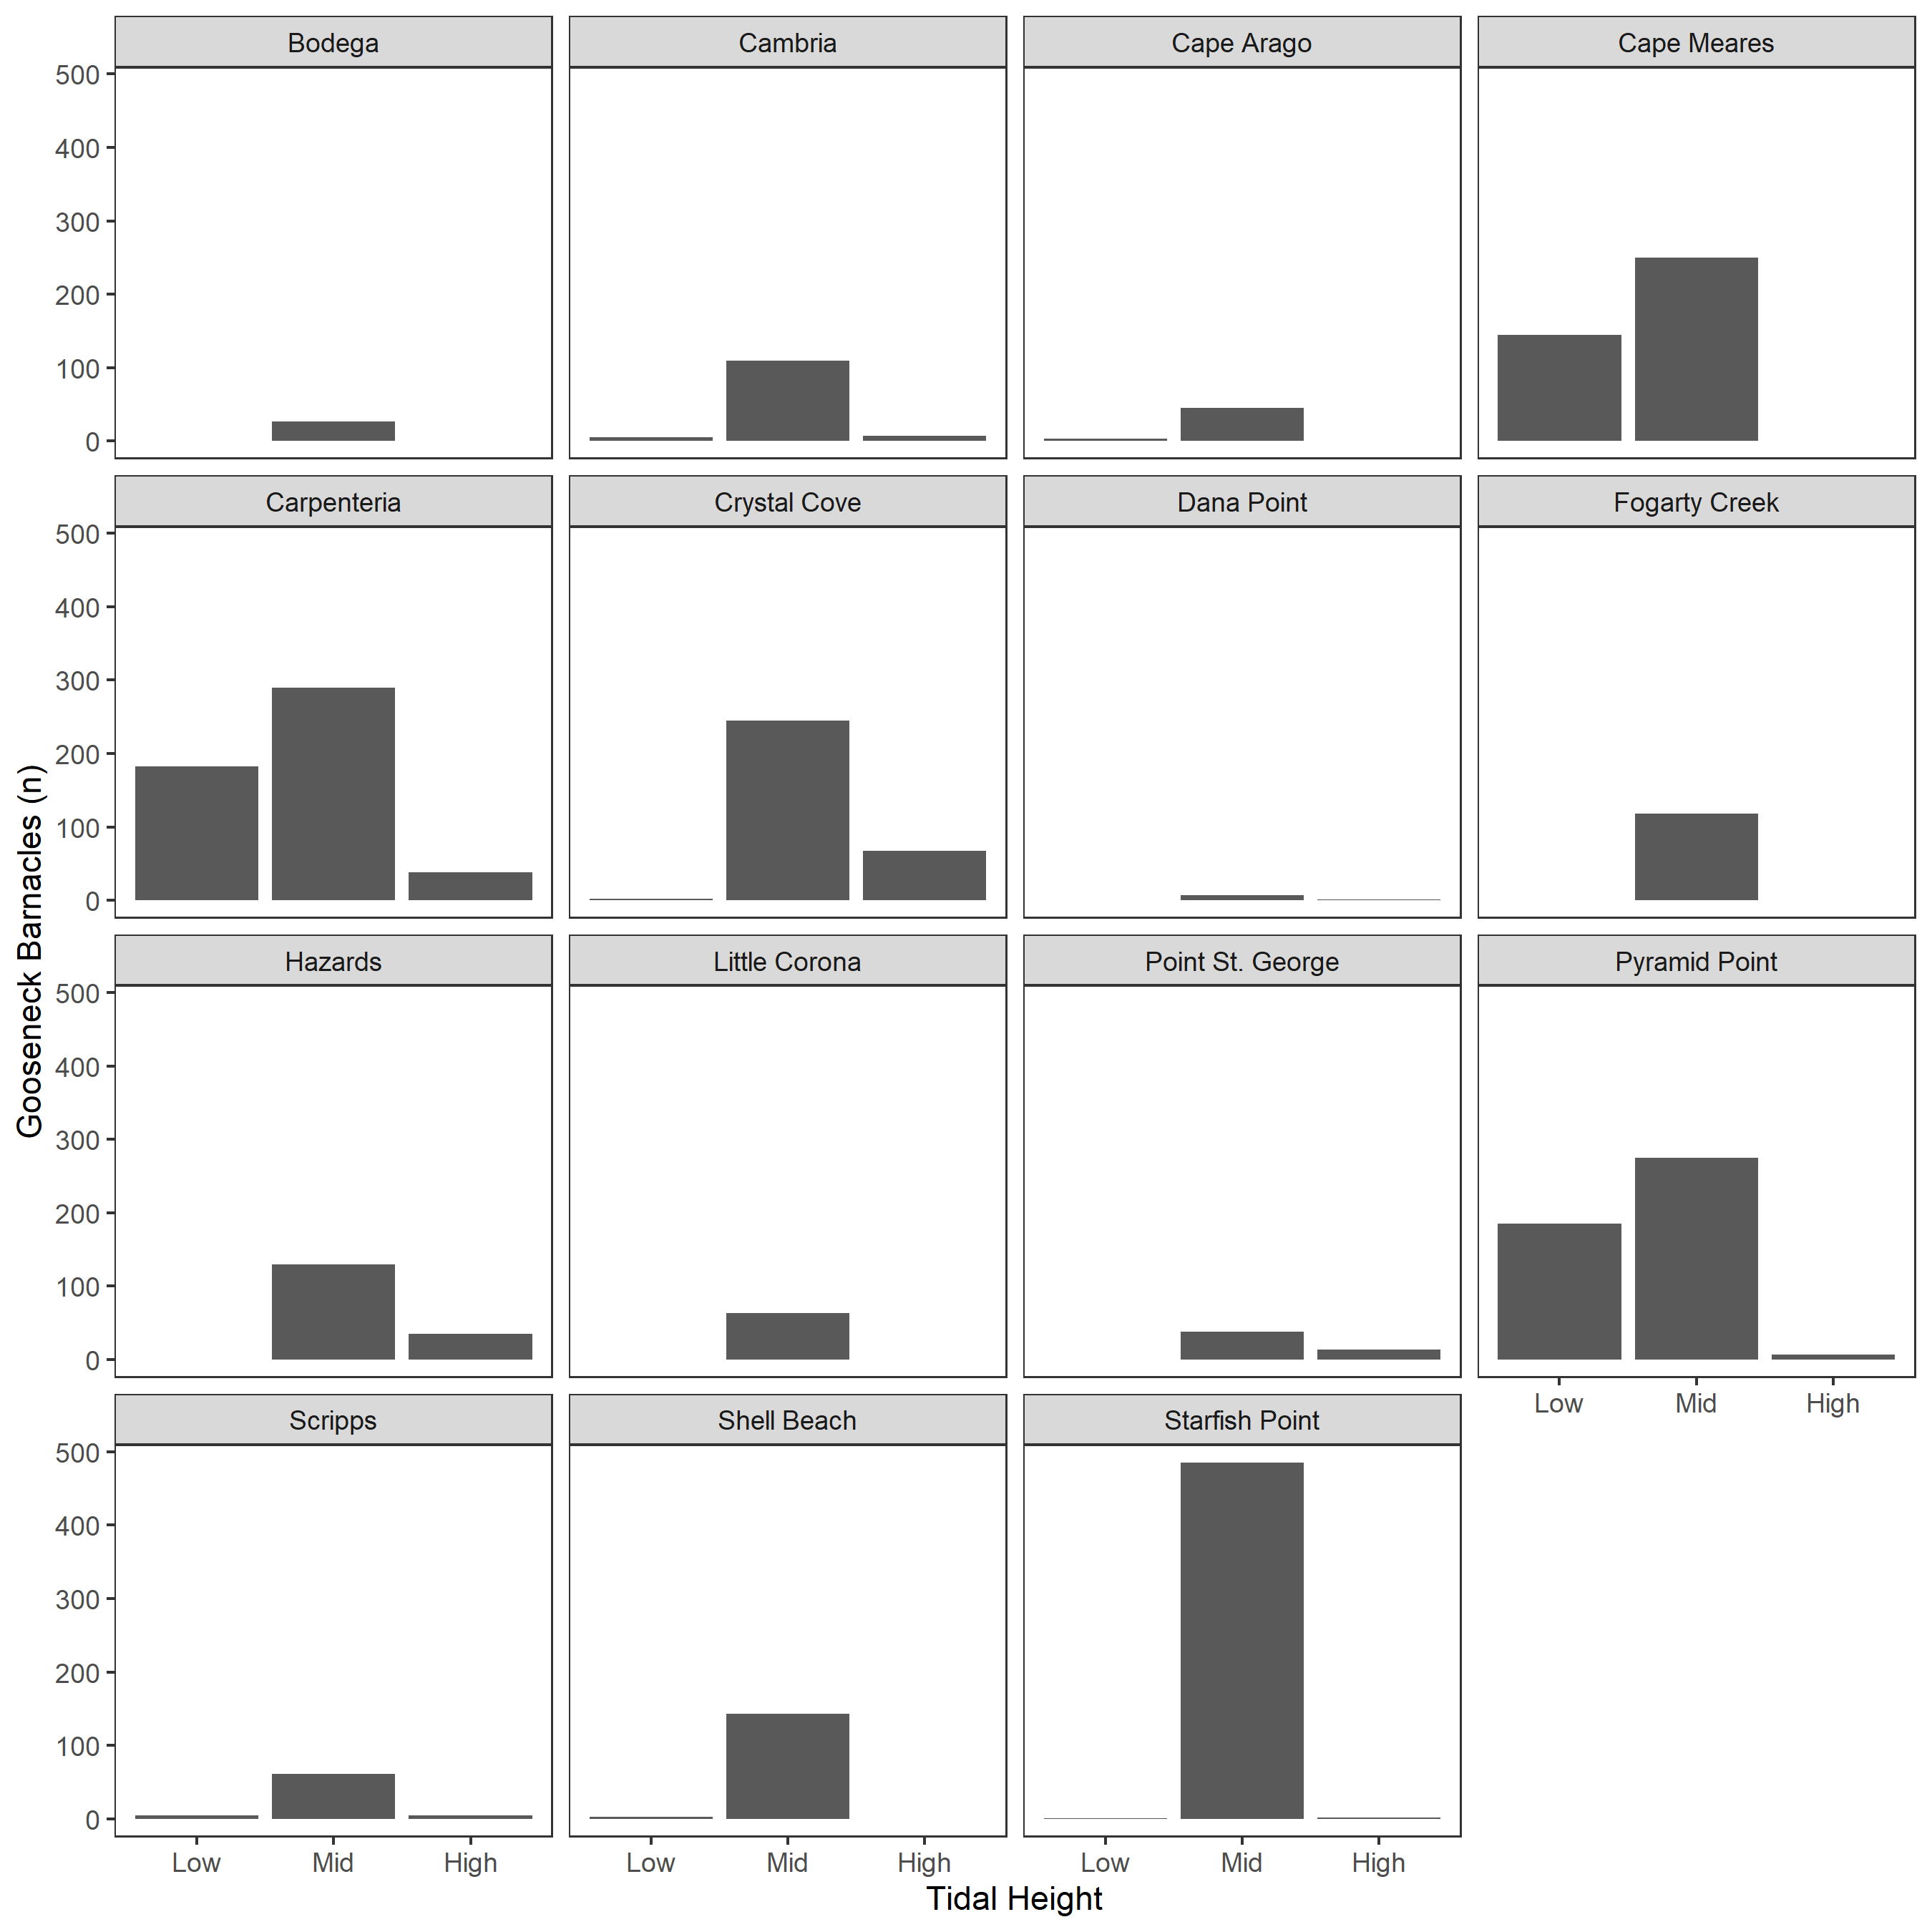 Bodega
Cambria
Cape Arago
Cape Meares
500
400
300
200
100
0
Carpenteria
Crystal Cove
Dana Point
Fogarty Creek
500
400
300
200
100
0
Gooseneck Barnacles (n)
Hazards
Little Corona
Point St. George
Pyramid Point
500
400
300
200
100
0
Low Mid High
Scripps
Shell Beach
Starfish Point
500
400
300
200
100
0
Low Mid High
Low Mid High
Low Mid High
Tidal Height